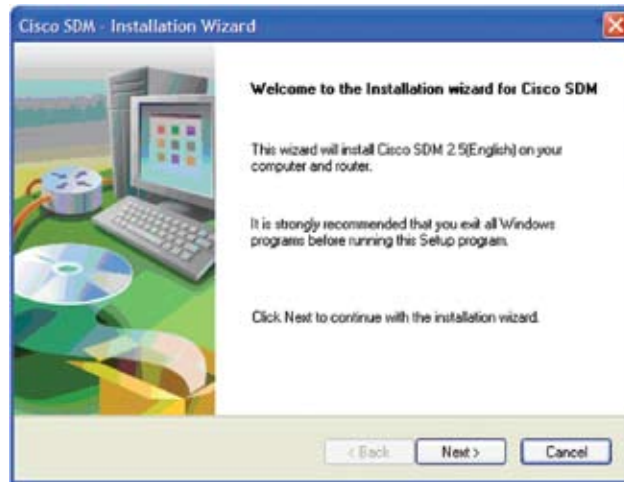 Cisco SDM - Installation Wizard
Welcome to the Installation wizard for Cisco SDM
This wizard will install Cisco SDM 2.5(English) on your
computer and router.
It is strongly recommended that you exit all Windows
programs before running this Setup program.
Click Next to continue with the installation wizard.
< Back
Next >
Cancel